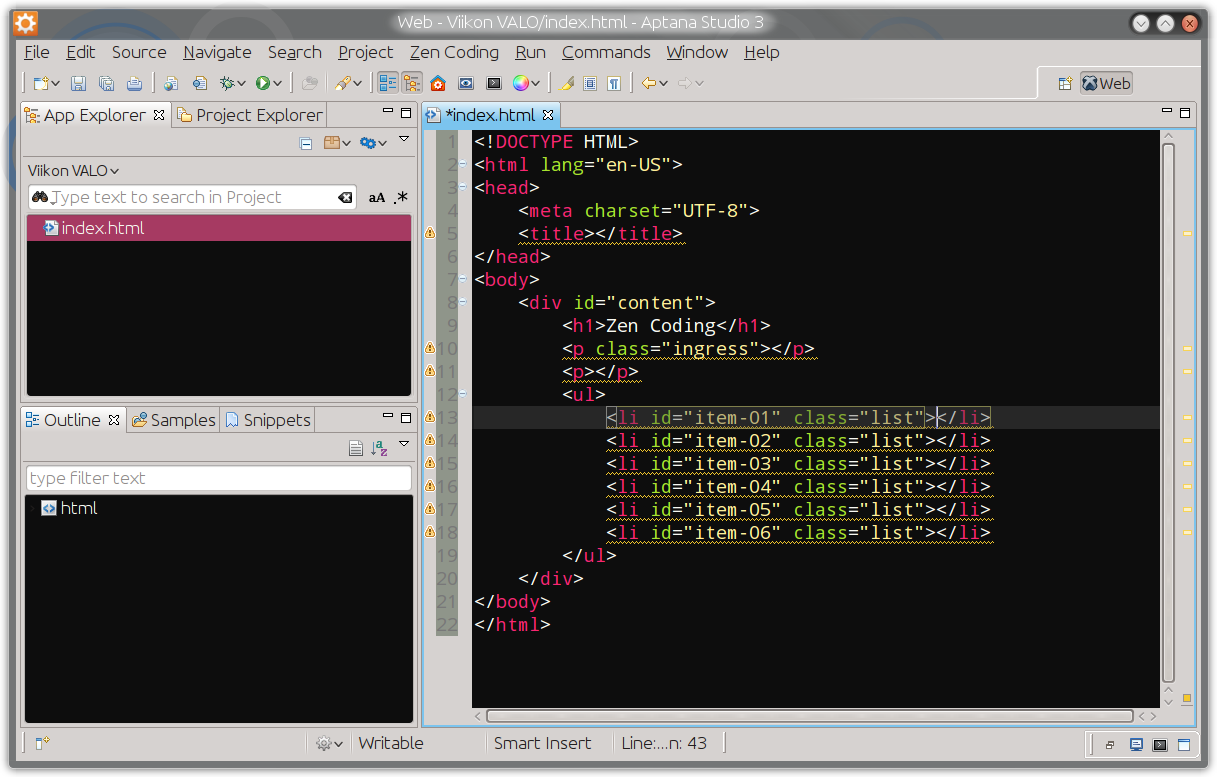 Web - Viikon VALO/index.html - Aptana Studio 3
File Edit Source Navigate Search Project Zen Coding Run Commands Window Help
Web
App Explorer Project Explorer
Viikon VALO
Type text to search in Project aA .*
index.html
Outline Samples Snippets
type filter text
html
*index.html
1 <!DOCTYPE HTML>
2 <html lang="en-US">
3 <head>
4 <meta charset="UTF-8">
5 <title></title>
6 </head>
7 <body>
8 <div id="content">
9 <h1>Zen Coding</h1>
10 <p class="ingress"></p>
11 <p></p>
12 <ul>
13 <li id="item-01" class="list"></li>
14 <li id="item-02" class="list"></li>
15 <li id="item-03" class="list"></li>
16 <li id="item-04" class="list"></li>
17 <li id="item-05" class="list"></li>
18 <li id="item-06" class="list"></li>
19 </ul>
20 </div>
21 </body>
22 </html>
Writable Smart Insert Line:...n: 43